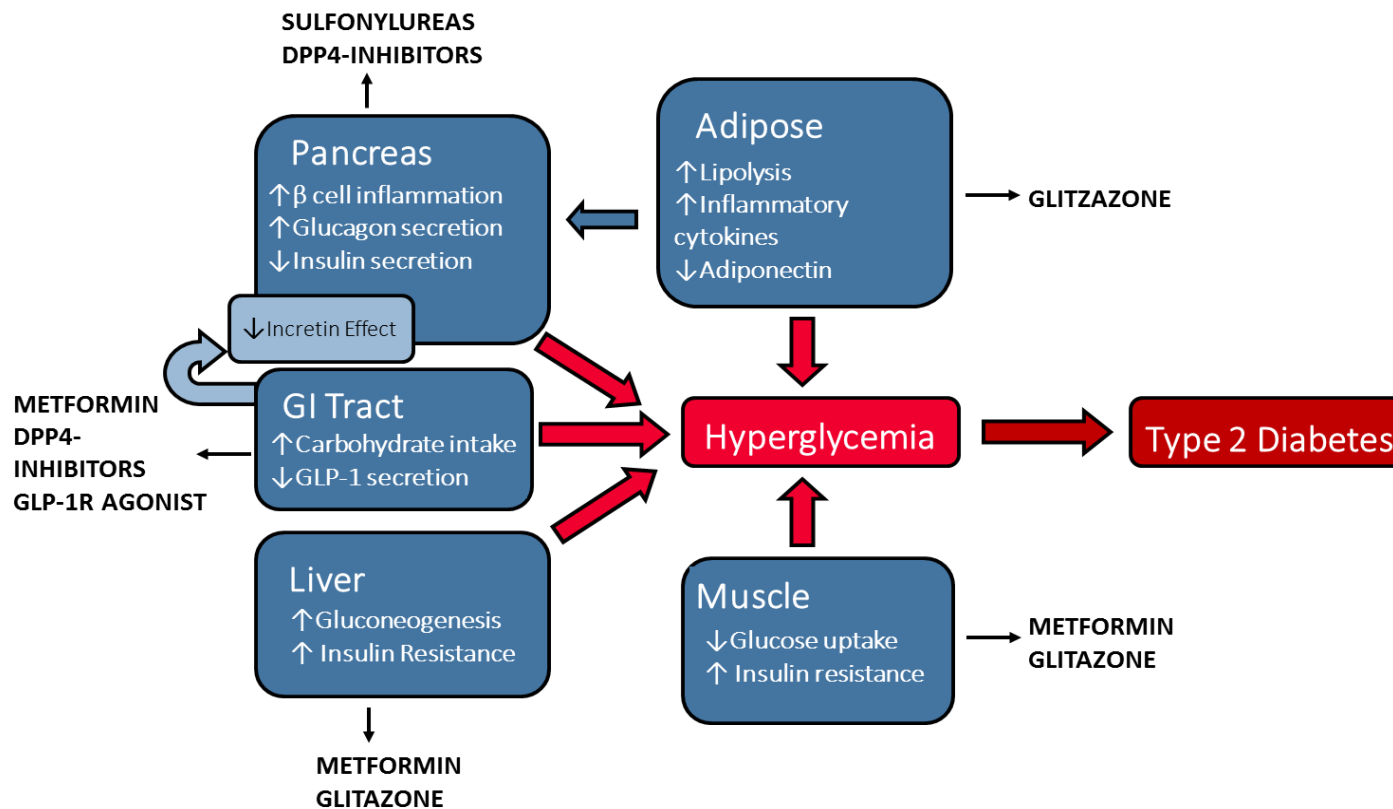 SULFONYLUREAS
DPP4-INHIBITORS
Pancreas
↑β cell inflammation
↑Glucagon secretion
↓Insulin secretion
↓Incretin Effect
Adipose
↑Lipolysis
↑Inflammatory
cytokines
↓Adiponectin
GLITZAZONE
METFORMIN
DPP4-
INHIBITORS
GLP-1R AGONIST
GI Tract
↑Carbohydrate intake
↓GLP-1 secretion
Hyperglycemia
Type 2 Diabetes
Liver
↑Gluconeogenesis
↑ Insulin Resistance
METFORMIN
GLITAZONE
Muscle
↓Glucose uptake
↑ Insulin resistance
METFORMIN
GLITAZONE